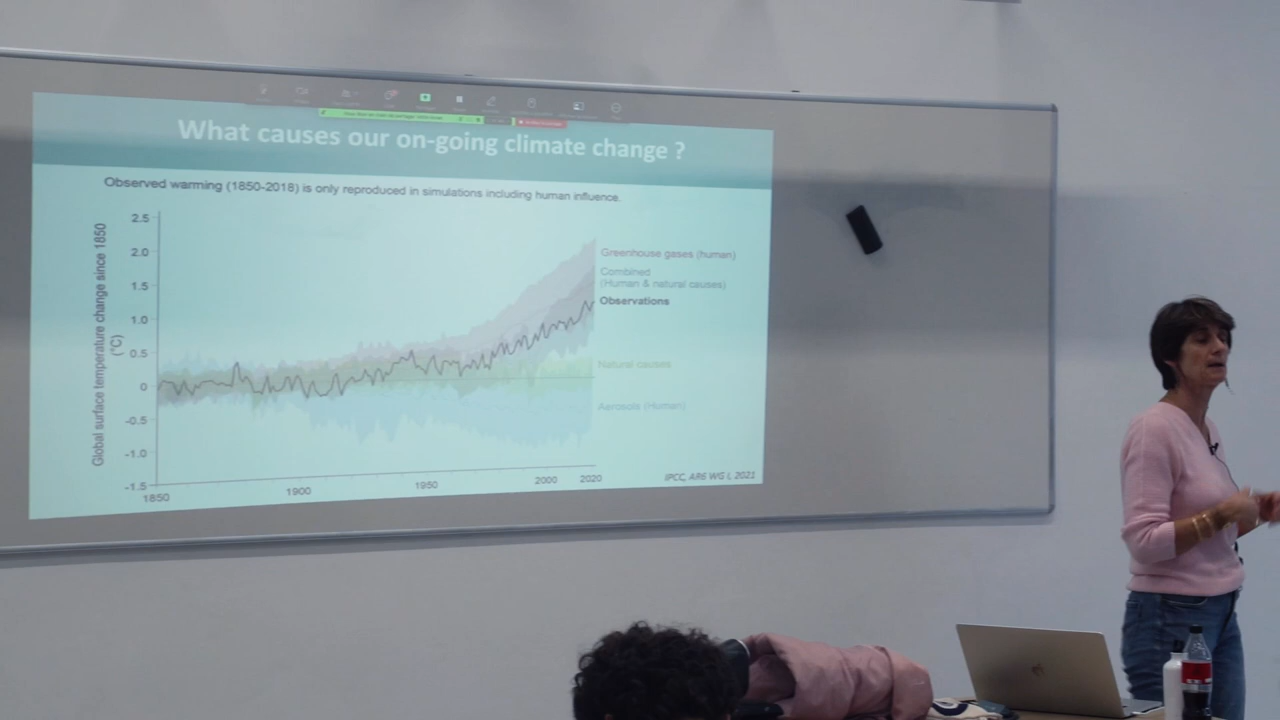 What causes our on-going climate change ?
Observed warming (1850-2018) is only reproduced in simulations including human influence.
Global surface temperature change since 1850
(°C)
2.5
2.0
1.5
1.0
0.5
0
-0.5
-1.0
-1.5
1850
1900
1950
2000
2020
Greenhouse gases (human)
Combined
(Human & natural causes)
Observations
Natural causes
Aerosols (Human)
IPCC, AR6 WG I, 2021